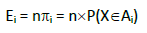 Eᵢ = nπᵢ = n×P(X∈Aᵢ)